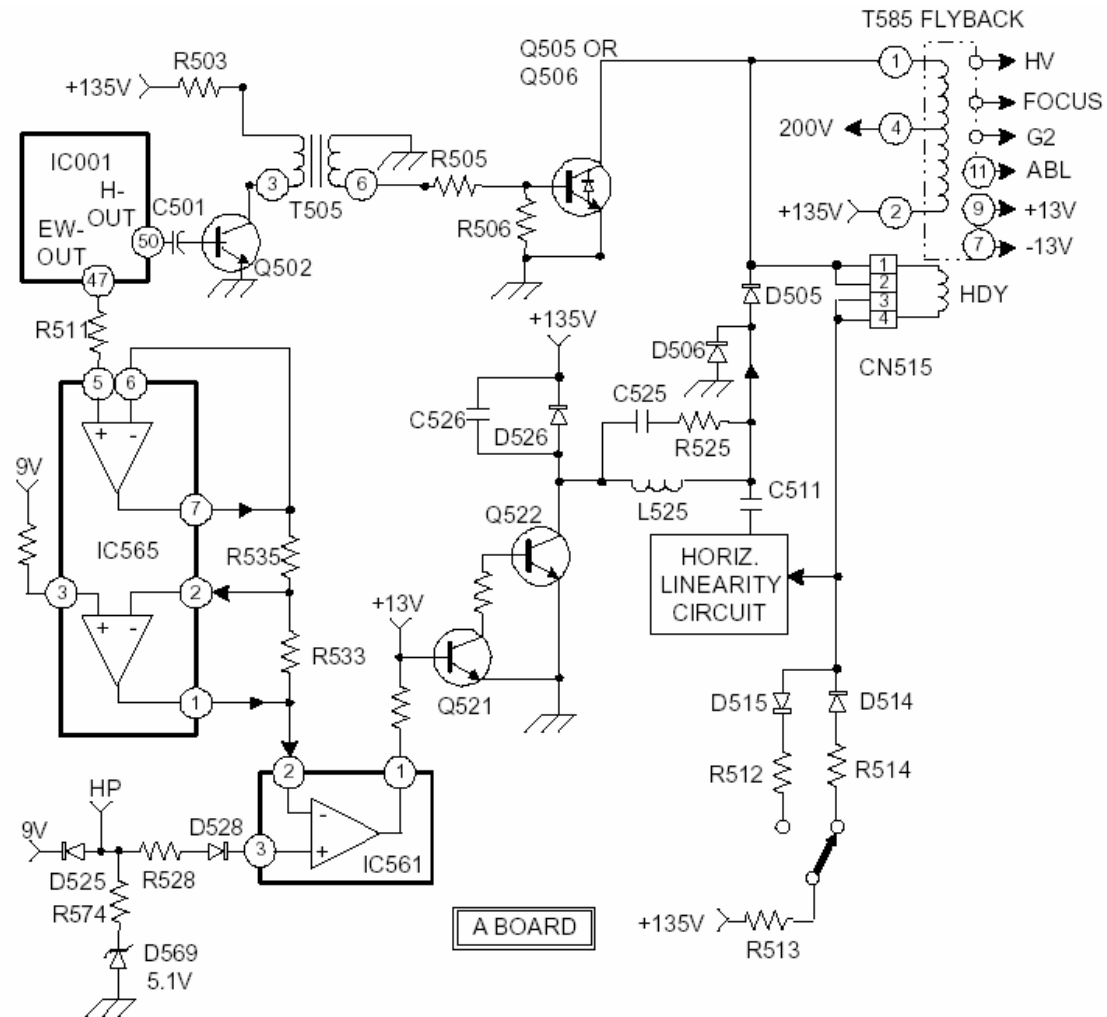 T585 FLYBACK
R503
+135V
Q505 OR
Q506
1
HV
FOCUS
200V
4
G2
11
ABL
+135V
2
9
+13V
7
-13V
IC001
H-
OUT
EW-
OUT
C501
50
47
3
T505
6
R505
R506
Q502
1
2
3
4
HDY
CN515
D505
D506
R511
5
6
+
-
+135V
C526
D526
C525
R525
L525
C511
9V
7
IC565
R535
3
2
+
-
R533
1
+13V
Q522
Q521
HORIZ.
LINEARITY
CIRCUIT
D515
D514
R512
R514
2
1
HP
9V
D528
3
-
+
IC561
D525
R528
R574
D569
5.1V
A BOARD
+135V
R513